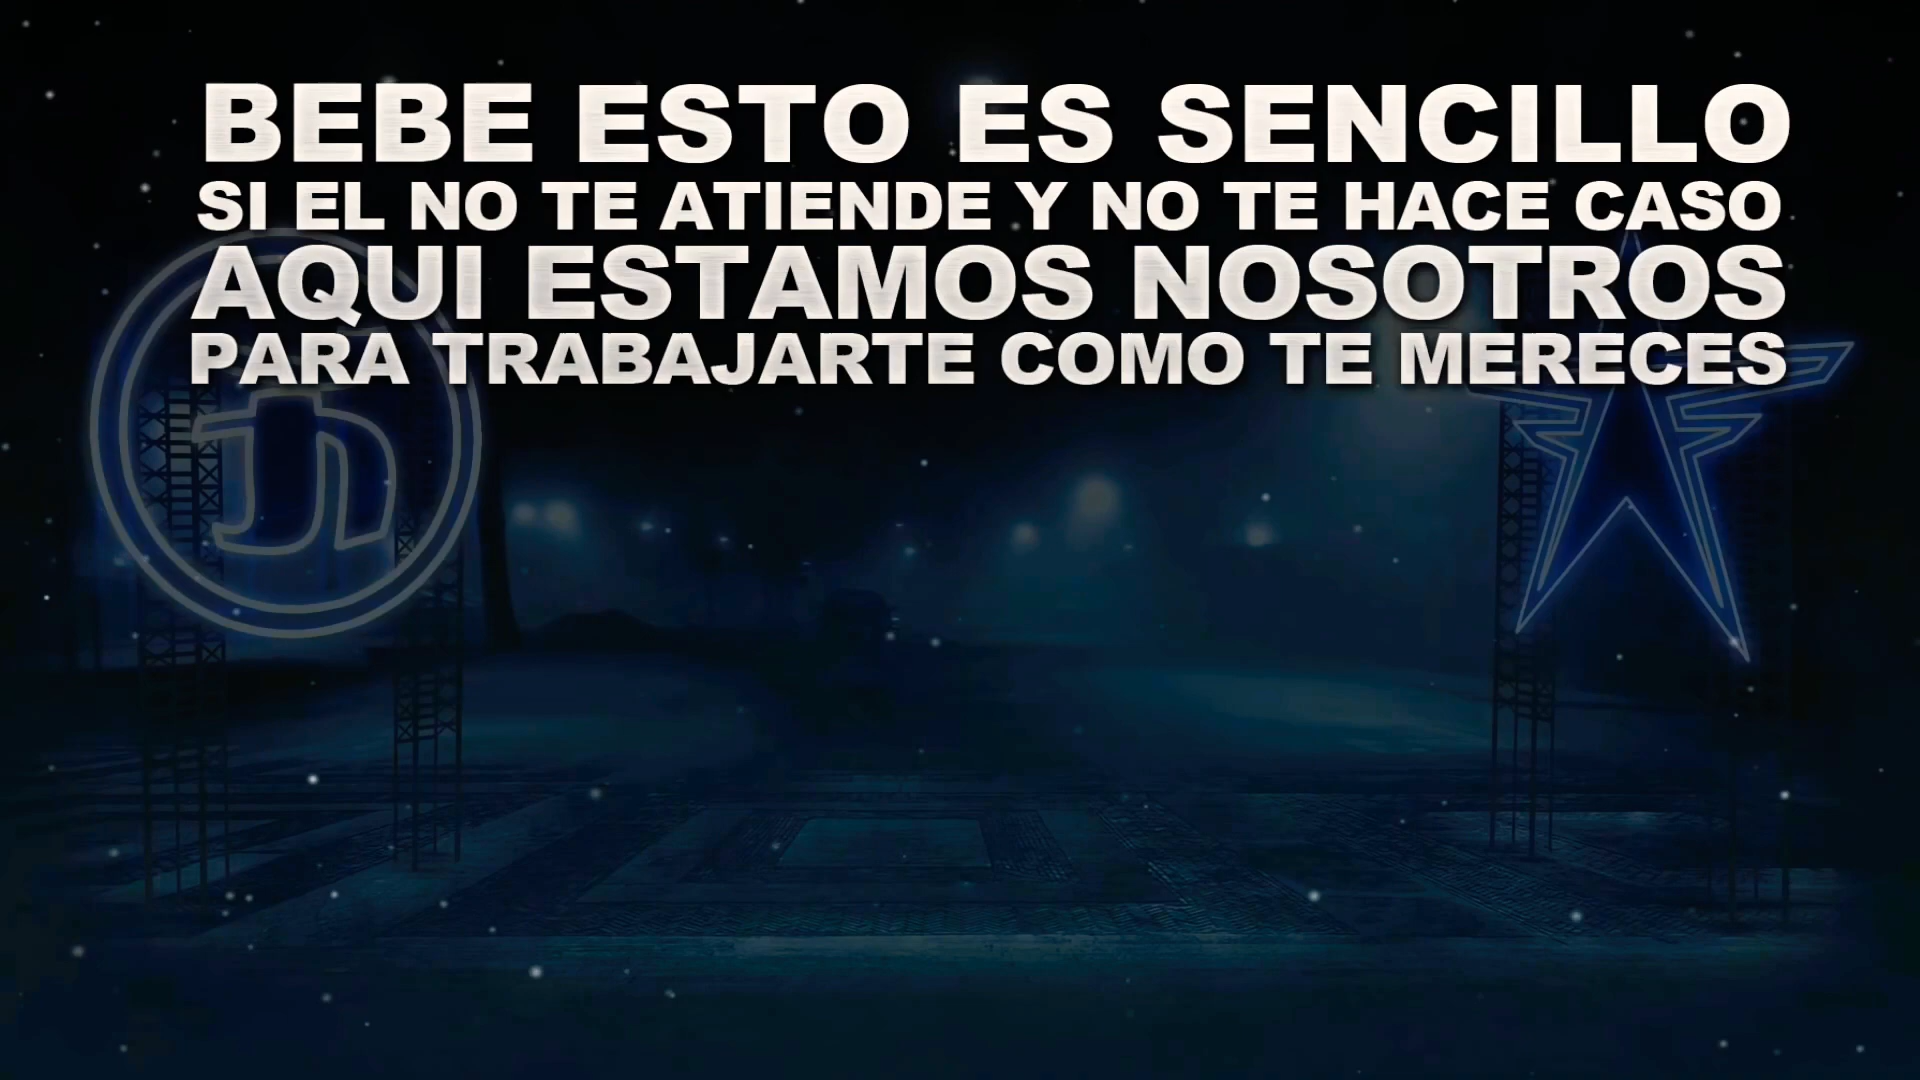 BEBE ESTO ES SENCILLO
SI EL NO TE ATIENDE Y NO TE HACE CASO
AQUI ESTAMOS NOSOTROS
PARA TRABAJARTE COMO TE MERECES